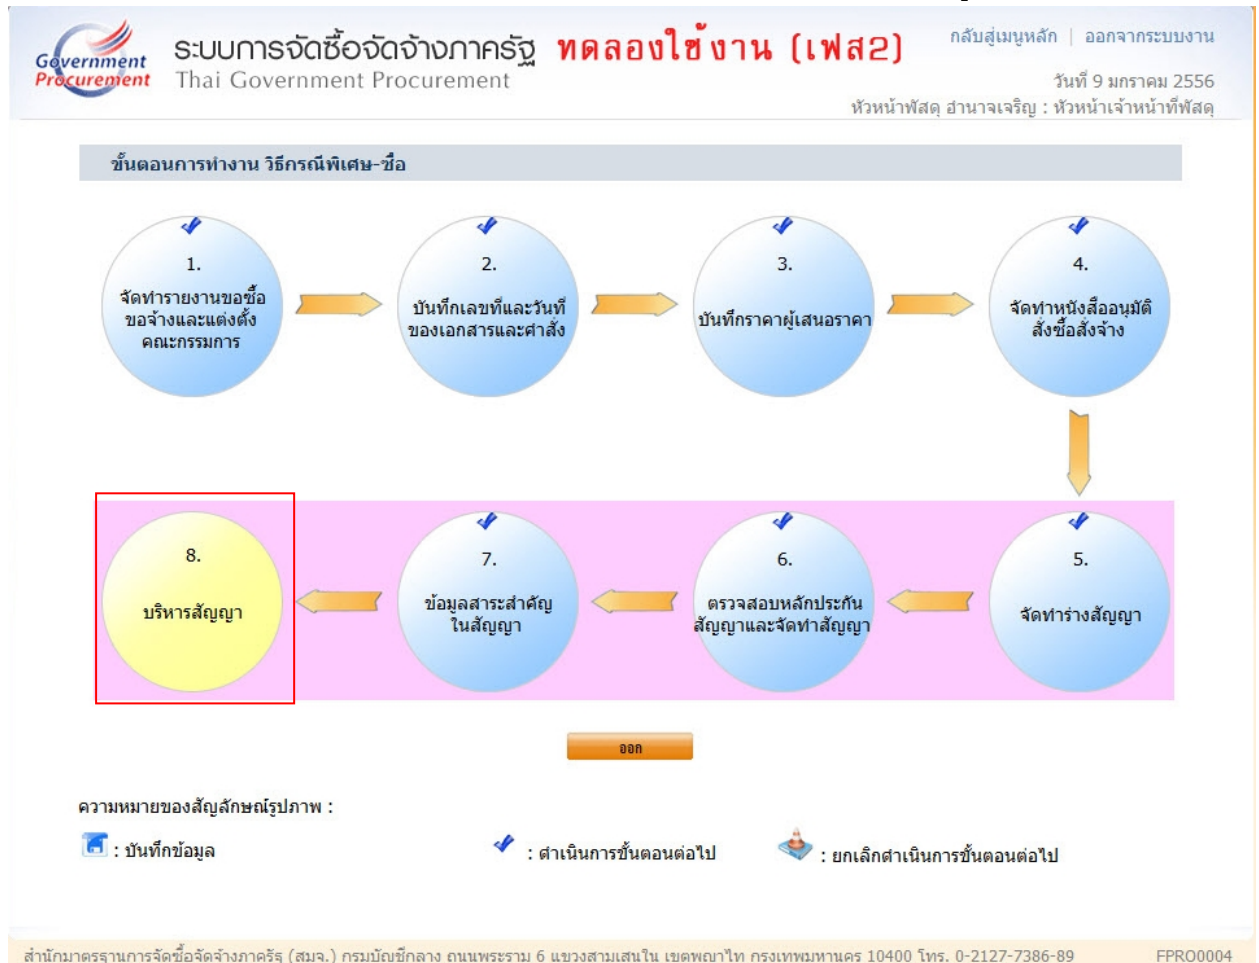 Government
Procurement
ระบบการจัดซื้อจัดจ้างภาครัฐ ทดลองใช้งาน (เฟส2)
Thai Government Procurement
กลับสู่เมนูหลัก | ออกจากระบบงาน
วันที่ 9 มกราคม 2556
หัวหน้าพัสดุ อำนาจเจริญ : หัวหน้าเจ้าหน้าที่พัสดุ
ขั้นตอนการทำงาน วิธีกรณีพิเศษ-ซื้อ
1.
จัดทำรายงานขอซื้อ
ขอจ้างและแต่งตั้ง
คณะกรรมการ
2.
บันทึกเลขที่และวันที่
ของเอกสารและคำสั่ง
3.
บันทึกราคาผู้เสนอราคา
4.
จัดทำหนังสืออนุมัติ
สั่งซื้อสั่งจ้าง
5.
จัดทำร่างสัญญา
6.
ตรวจสอบหลักประกัน
สัญญาและจัดทำสัญญา
7.
ข้อมูลสาระสำคัญ
ในสัญญา
8.
บริหารสัญญา
ออก
ความหมายของสัญลักษณ์รูปภาพ :
: บันทึกข้อมูล
: ดำเนินการขั้นตอนต่อไป
: ยกเลิกดำเนินการขั้นตอนต่อไป
สำนักมาตรฐานการจัดซื้อจัดจ้างภาครัฐ (สมจ.) กรมบัญชีกลาง ถนนพระราม 6 แขวงสามเสนใน เขตพญาไท กรุงเทพมหานคร 10400 โทร. 0-2127-7386-89
FPRO0004